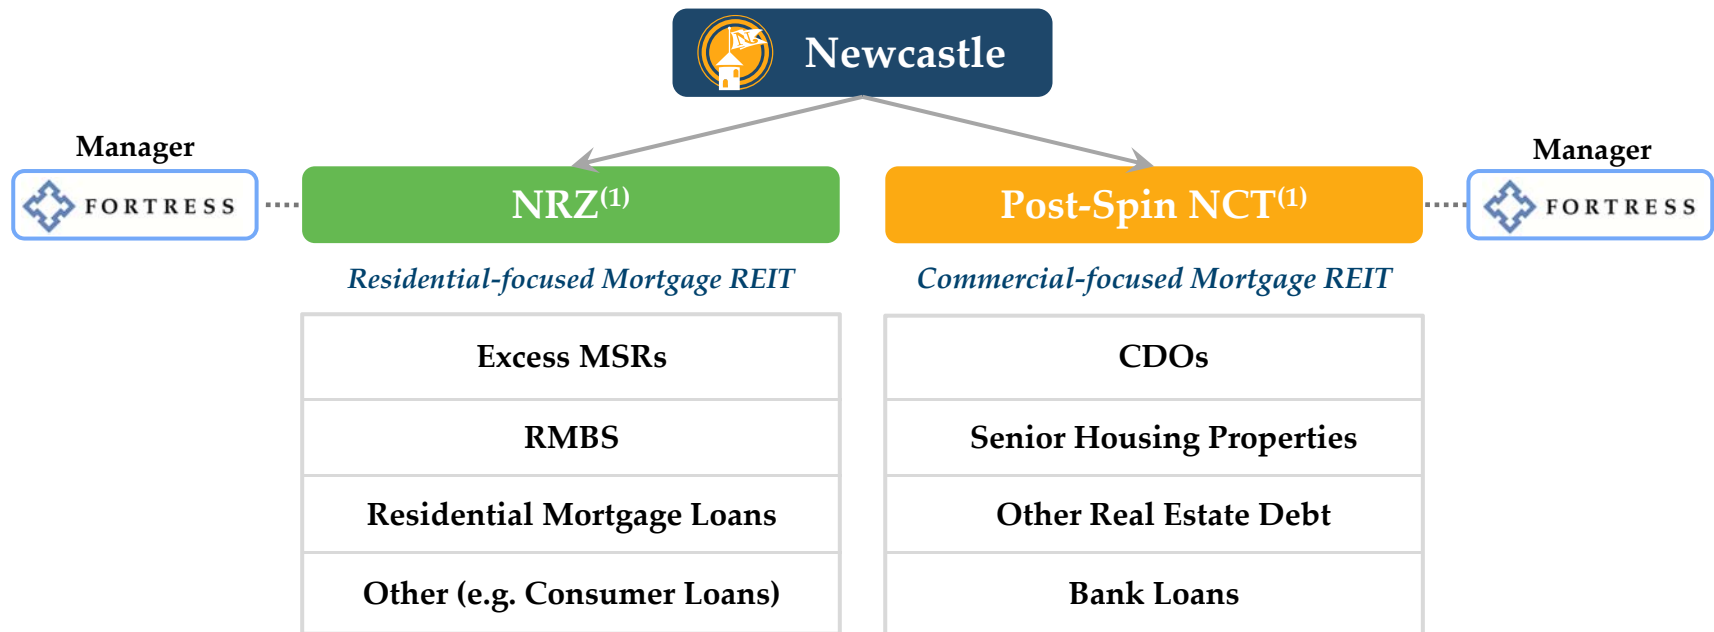 Newcastle
Manager
FORTRESS
NRZ(1)
Post-Spin NCT(1)
Manager
FORTRESS
Residential-focused Mortgage REIT
Commercial-focused Mortgage REIT
Excess MSRs
CDOs
RMBS
Senior Housing Properties
Residential Mortgage Loans
Other Real Estate Debt
Other (e.g. Consumer Loans)
Bank Loans